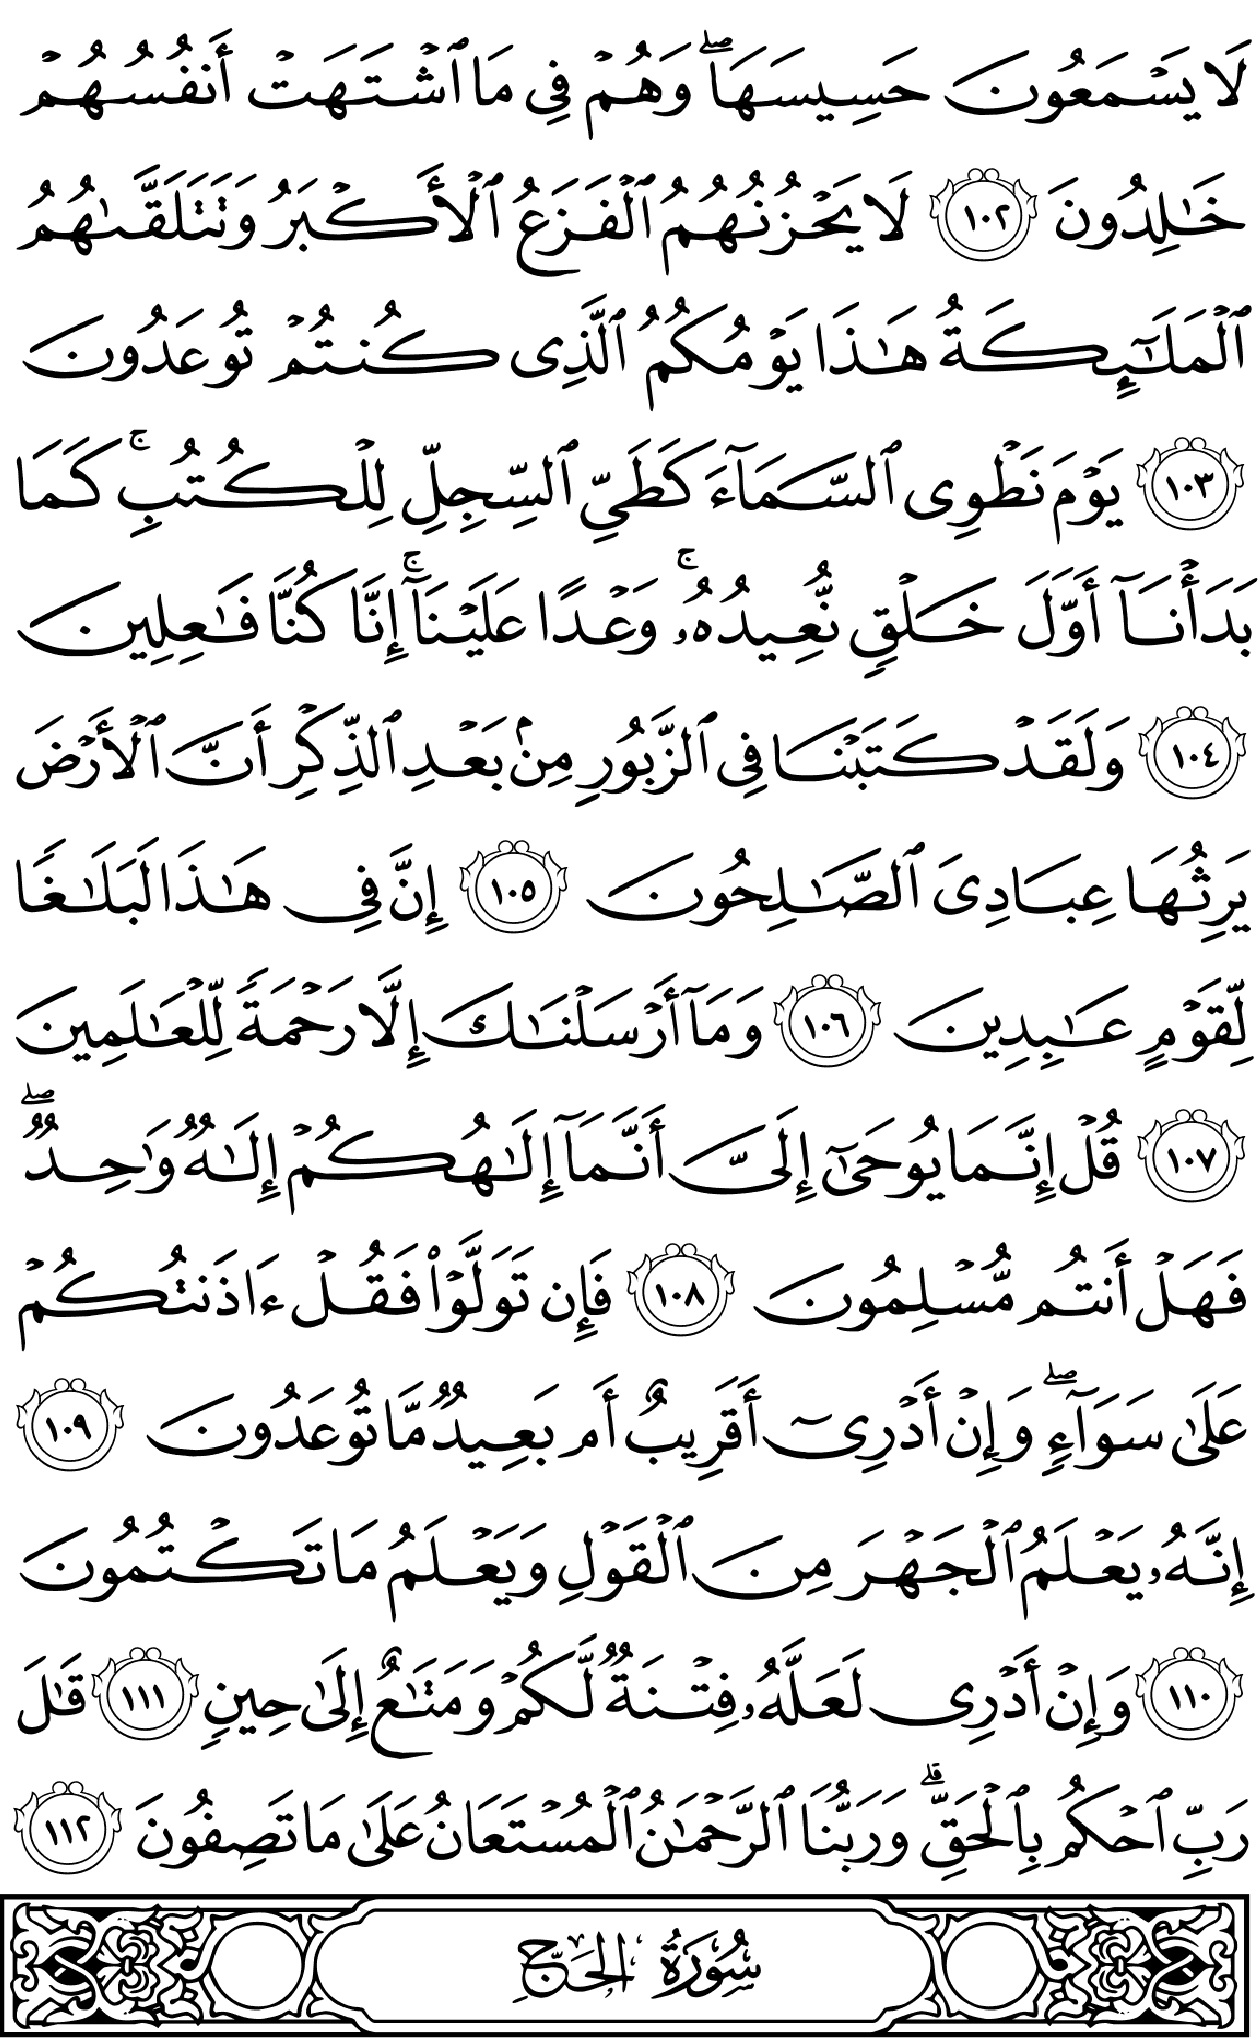 لَا يَسۡمَعُونَ حَسِيسَهَاۖ وَهُمۡ فِي مَا ٱشۡتَهَتۡ أَنفُسُهُمۡ
خَٰلِدُونَ ١٠٢ لَا يَحۡزُنُهُمُ ٱلۡفَزَعُ ٱلۡأَكۡبَرُ وَتَتَلَقَّىٰهُمُ
ٱلۡمَلَٰٓئِكَةُ هَٰذَا يَوۡمُكُمُ ٱلَّذِي كُنتُمۡ تُوعَدُونَ
١٠٣ يَوۡمَ نَطۡوِي ٱلسَّمَآءَ كَطَيِّ ٱلسِّجِلِّ لِلۡكُتُبِۚ كَمَا
بَدَأۡنَآ أَوَّلَ خَلۡقٖ نُّعِيدُهُۥۚ وَعۡدًا عَلَيۡنَآۚ إِنَّا كُنَّا فَٰعِلِينَ
١٠٤ وَلَقَدۡ كَتَبۡنَا فِي ٱلزَّبُورِ مِنۢ بَعۡدِ ٱلذِّكۡرِ أَنَّ ٱلۡأَرۡضَ
يَرِثُهَا عِبَادِيَ ٱلصَّٰلِحُونَ ١٠٥ إِنَّ فِي هَٰذَا لَبَلَٰغٗا
لِّقَوۡمٍ عَٰبِدِينَ ١٠٦ وَمَآ أَرۡسَلۡنَٰكَ إِلَّا رَحۡمَةٗ لِّلۡعَٰلَمِينَ
١٠٧ قُلۡ إِنَّمَا يُوحَىٰٓ إِلَيَّ أَنَّمَآ إِلَٰهُكُمۡ إِلَٰهٞ وَٰحِدٞۖ
فَهَلۡ أَنتُم مُّسۡلِمُونَ ١٠٨ فَإِن تَوَلَّوۡاْ فَقُلۡ ءَاذَنتُكُمۡ
عَلَىٰ سَوَآءٖۖ وَإِنۡ أَدۡرِيٓ أَقَرِيبٌ أَم بَعِيدٞ مَّا تُوعَدُونَ ١٠٩
إِنَّهُۥ يَعۡلَمُ ٱلۡجَهۡرَ مِنَ ٱلۡقَوۡلِ وَيَعۡلَمُ مَا تَكۡتُمُونَ
١١٠ وَإِنۡ أَدۡرِي لَعَلَّهُۥ فِتۡنَةٞ لَّكُمۡ وَمَتَٰعٌ إِلَىٰ حِينٖ ١١١ قَٰلَ
رَبِّ ٱحۡكُم بِٱلۡحَقِّۗ وَرَبُّنَا ٱلرَّحۡمَٰنُ ٱلۡمُسۡتَعَانُ عَلَىٰ مَا تَصِفُونَ ١١٢
سُورَةُ الحَجّ